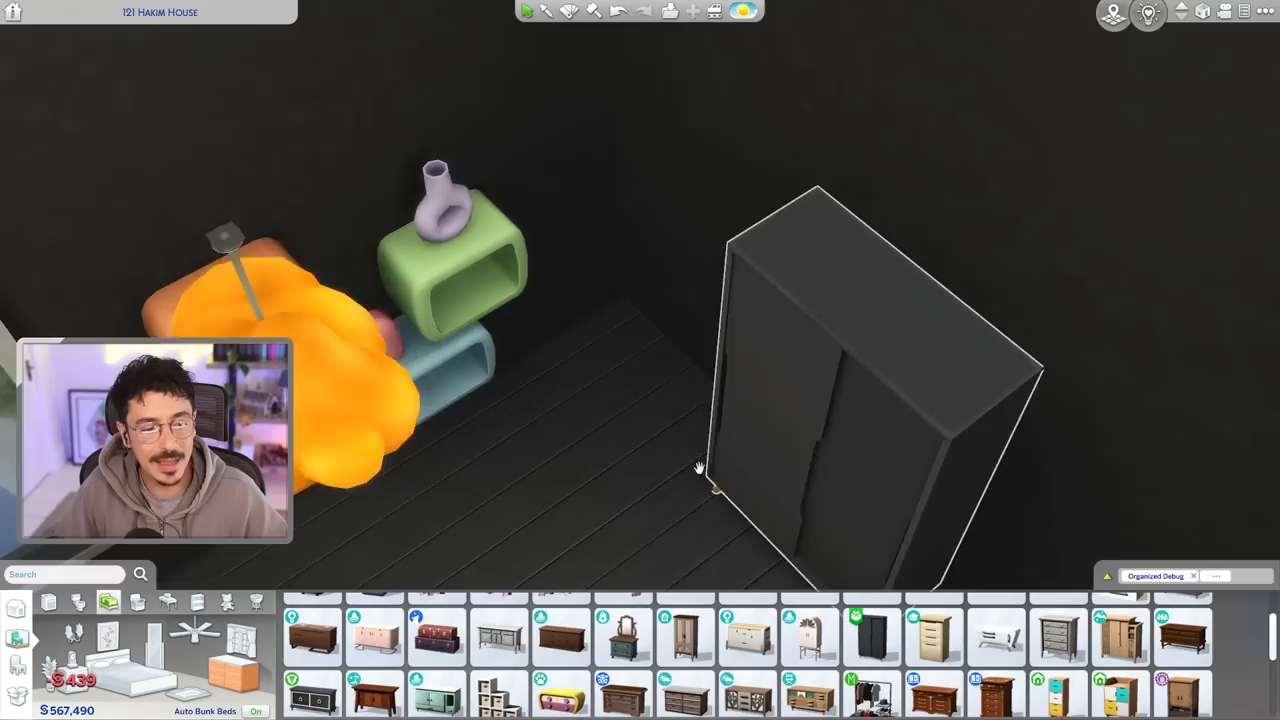 121 Hakim House
Search
Organized Debug
$439
$567,490
Auto Bunk Beds
On